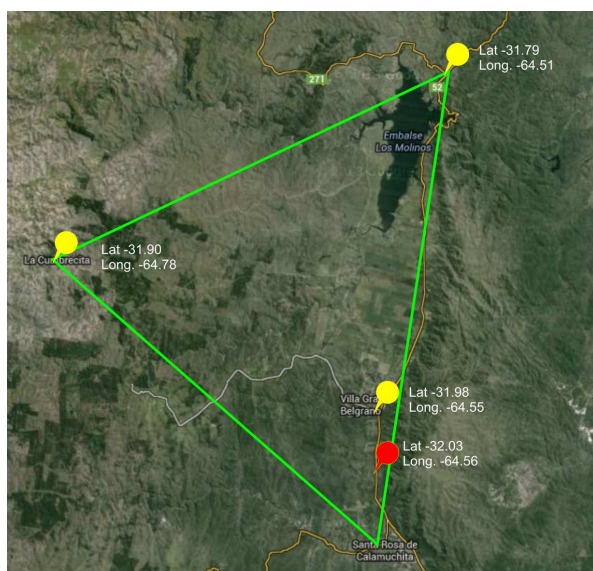 Lat -31.79
Long. -64.51
271
52
Embalse
Los Molinos
Lat -31.90
Long. -64.78
La Cumbrecita
Lat -31.98
Long. -64.55
Villa Gra
Belgrano
Lat -32.03
Long. -64.56
Santa Rosa de
Calamuchita